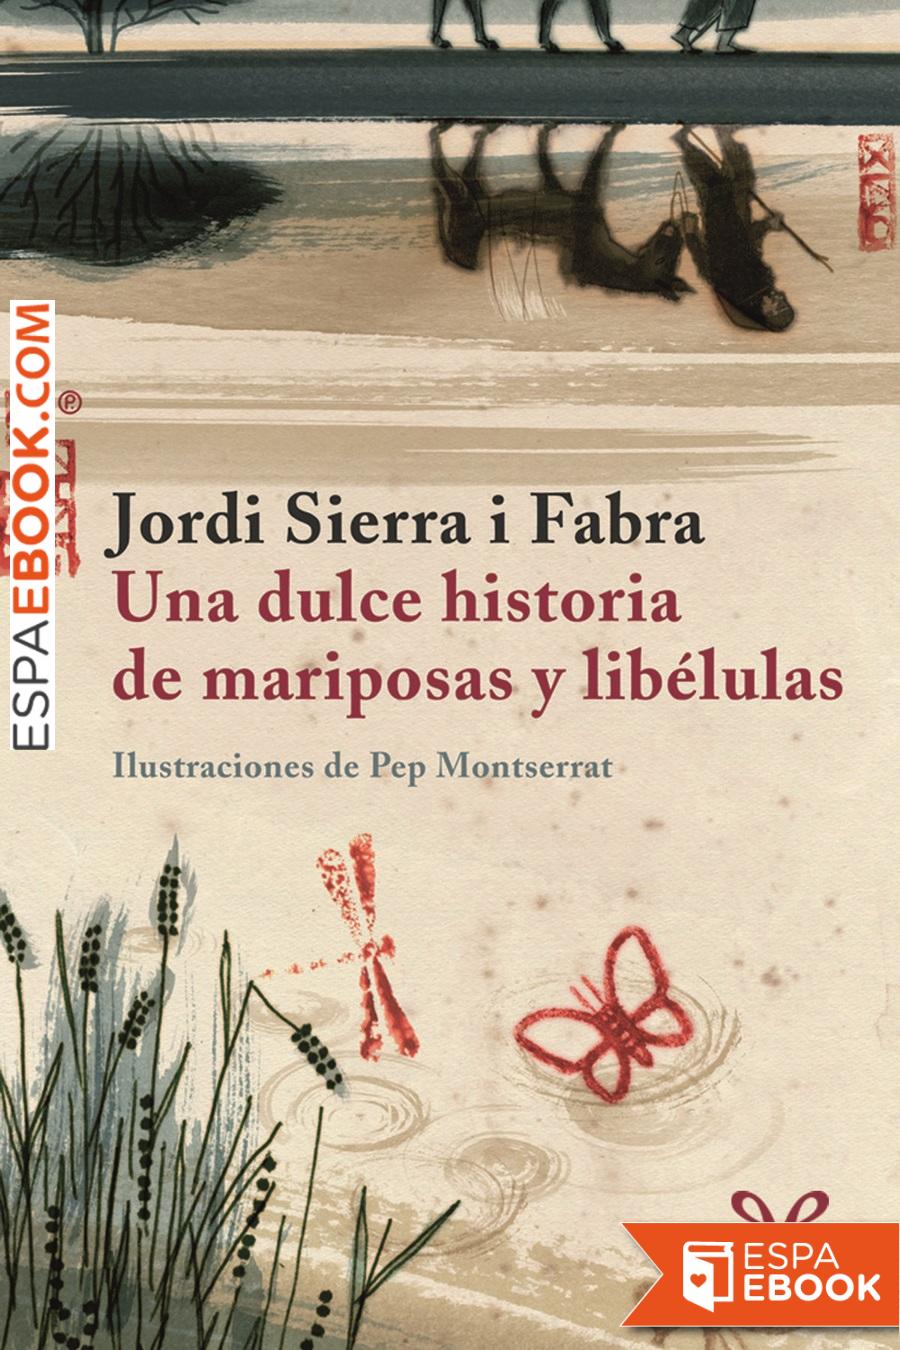 ESPAEBOOK.COM
Jordi Sierra i Fabra
Una dulce historia
de mariposas y libélulas
Ilustraciones de Pep Montserrat
ESPA
EBOOK